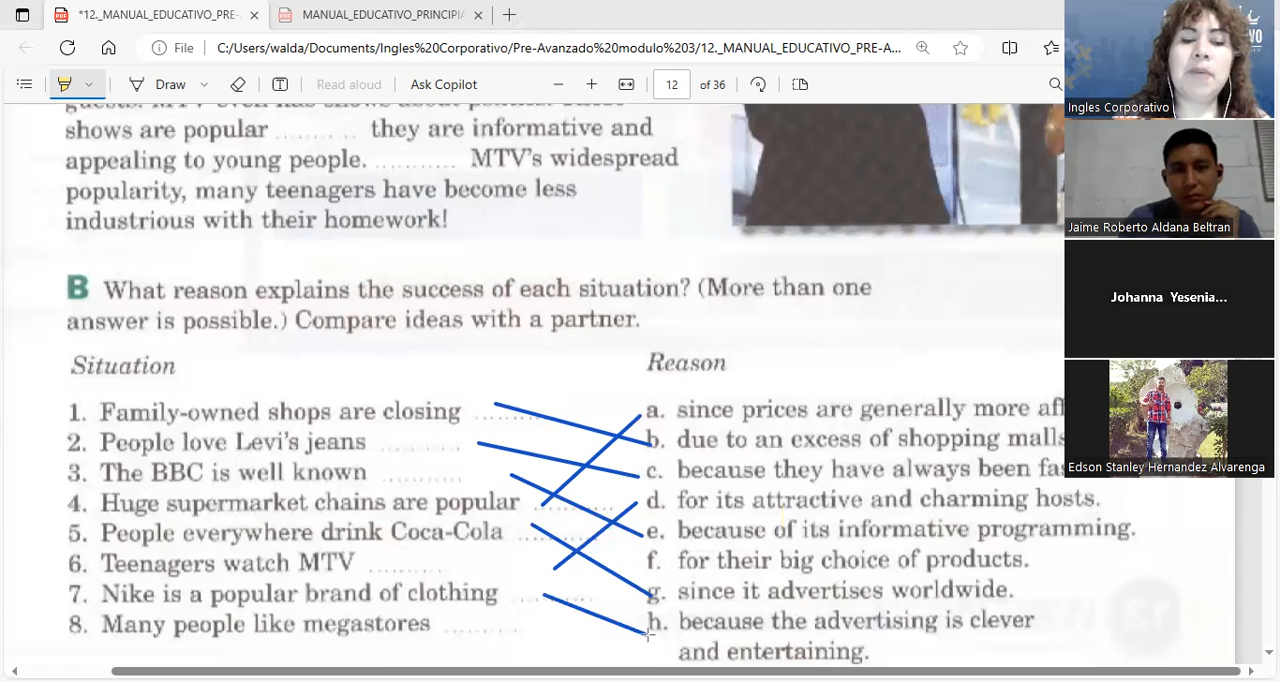 *12._MANUAL_EDUCATIVO_PRE-
MANUAL_EDUCATIVO_PRINCIPIA
File
C:/Users/walda/Documents/Ingles%20Corporativo/Pre-Avanzado%20modulo%203/12._MANUAL_EDUCATIVO_PRE-A...
Draw
Read aloud
Ask Copilot
12
of 36
shows are popular .......... they are informative and
appealing to young people. .......... MTV's widespread
popularity, many teenagers have become less
industrious with their homework!
B What reason explains the success of each situation? (More than one
answer is possible.) Compare ideas with a partner.
Situation
1. Family-owned shops are closing
2. People love Levi's jeans ..........
3. The BBC is well known ..........
4. Huge supermarket chains are popular ..........
5. People everywhere drink Coca-Cola ..........
6. Teenagers watch MTV ..........
7. Nike is a popular brand of clothing ..........
8. Many people like megastores ..........
Reason
a. since prices are generally more aff
b. due to an excess of shopping malls
c. because they have always been fas
d. for its attractive and charming hosts.
e. because of its informative programming.
f. for their big choice of products.
g. since it advertises worldwide.
h. because the advertising is clever
and entertaining.
Ingles Corporativo
Jaime Roberto Aldana Beltran
Johanna Yesenia...
Edson Stanley Hernandez Alvarenga